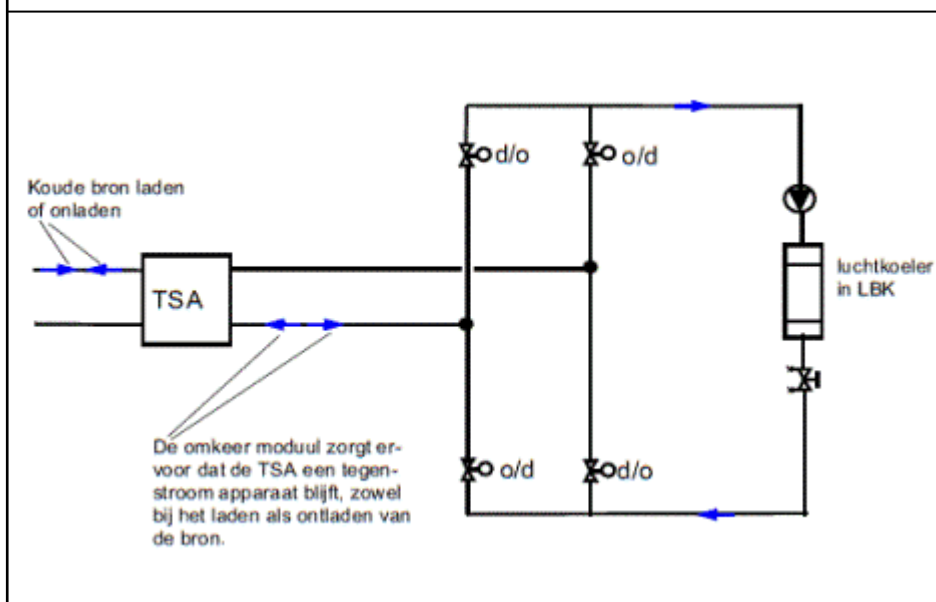 d/o
o/d
Koude bron laden
of onladen
TSA
luchtkoeler
in LBK
De omkeer moduul zorgt er-
voor dat de TSA een tegen-
stroom apparaat blijft, zowel
bij het laden als ontladen van
de bron.
o/d
d/o